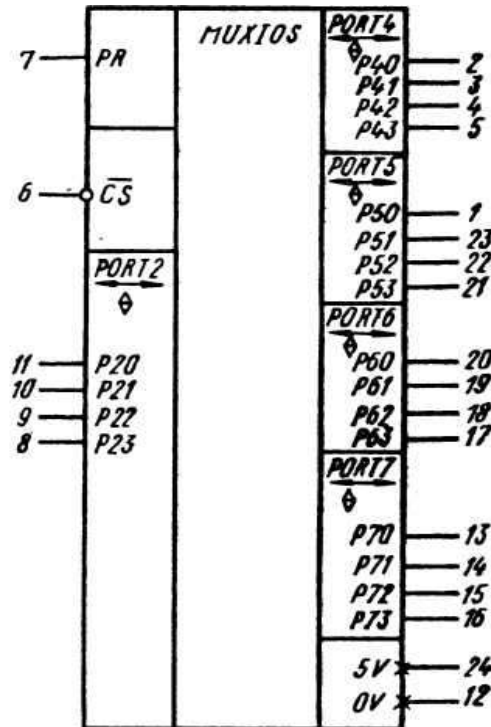 MUXIOS
7 PR
6 C̅S̅
PORT2
11 P20
10 P21
9 P22
8 P23
PORT4
P40 2
P41 3
P42 4
P43 5
PORT5
P50 1
P51 23
P52 22
P53 21
PORT6
P60 20
P61 19
P62 18
P63 17
PORT7
P70 13
P71 14
P72 15
P73 16
5V 24
0V 12